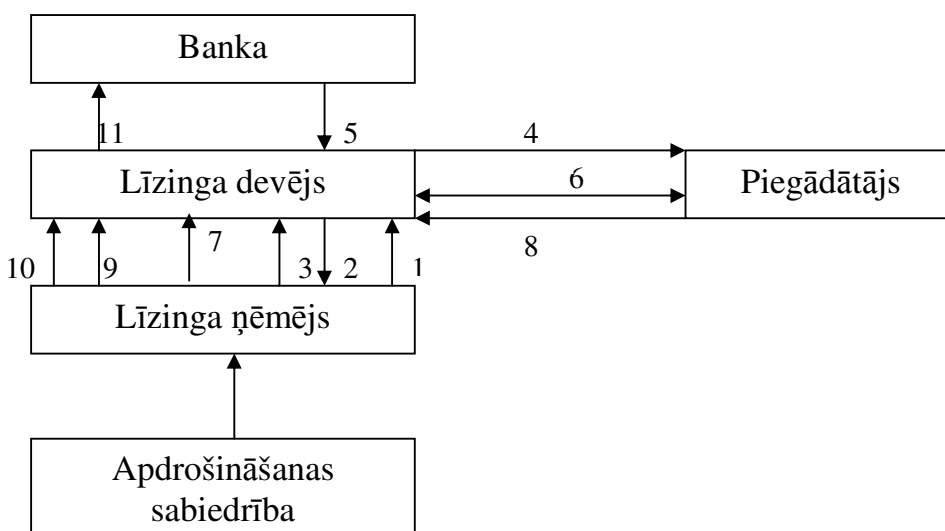 Banka
11 5 4
Līzinga devējs 6 Piegādātājs
7 8
10 9 3 2 1
Līzinga ņēmējs
Apdrošināšanas
sabiedrība